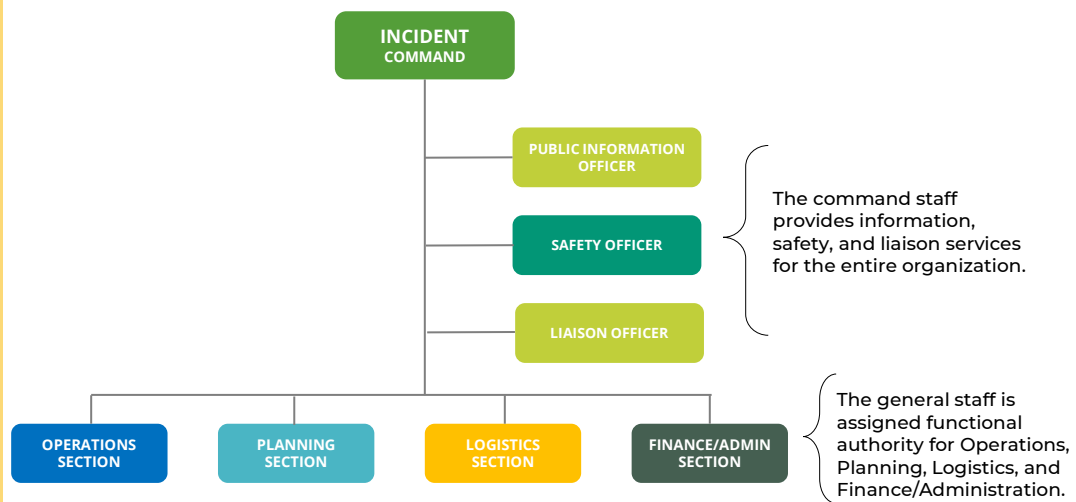 INCIDENT
COMMAND
PUBLIC INFORMATION
OFFICER
SAFETY OFFICER
LIAISON OFFICER
The command staff
provides information,
safety, and liaison services
for the entire organization.
OPERATIONS
SECTION
PLANNING
SECTION
LOGISTICS
SECTION
FINANCE/ADMIN
SECTION
The general staff is
assigned functional
authority for Operations,
Planning, Logistics, and
Finance/Administration.